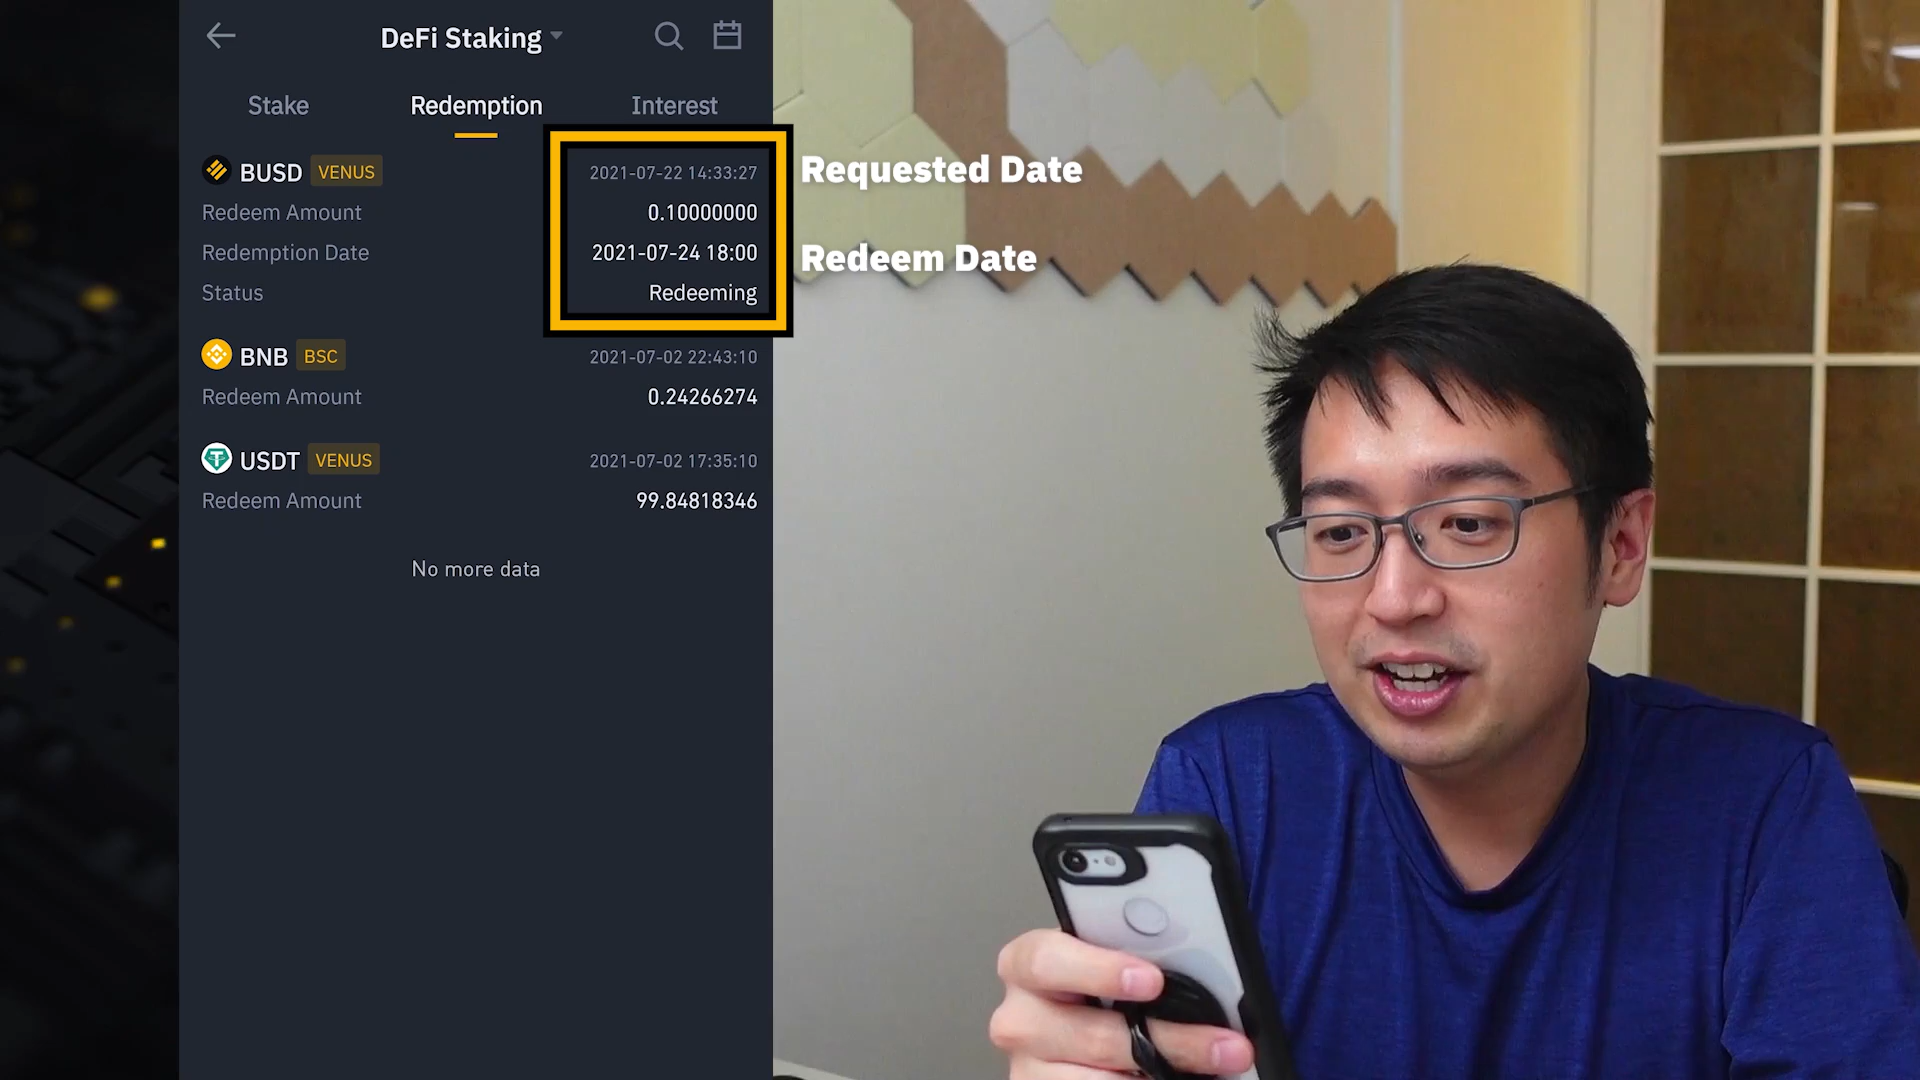 DeFi Staking
Stake Redemption Interest
BUSD VENUS 2021-07-22 14:33:27
Requested Date
Redeem Amount 0.10000000
Redemption Date 2021-07-24 18:00
Redeem Date
Status Redeeming
BNB BSC 2021-07-02 22:43:10
Redeem Amount 0.24266274
USDT VENUS 2021-07-02 17:35:10
Redeem Amount 99.84818346
No more data